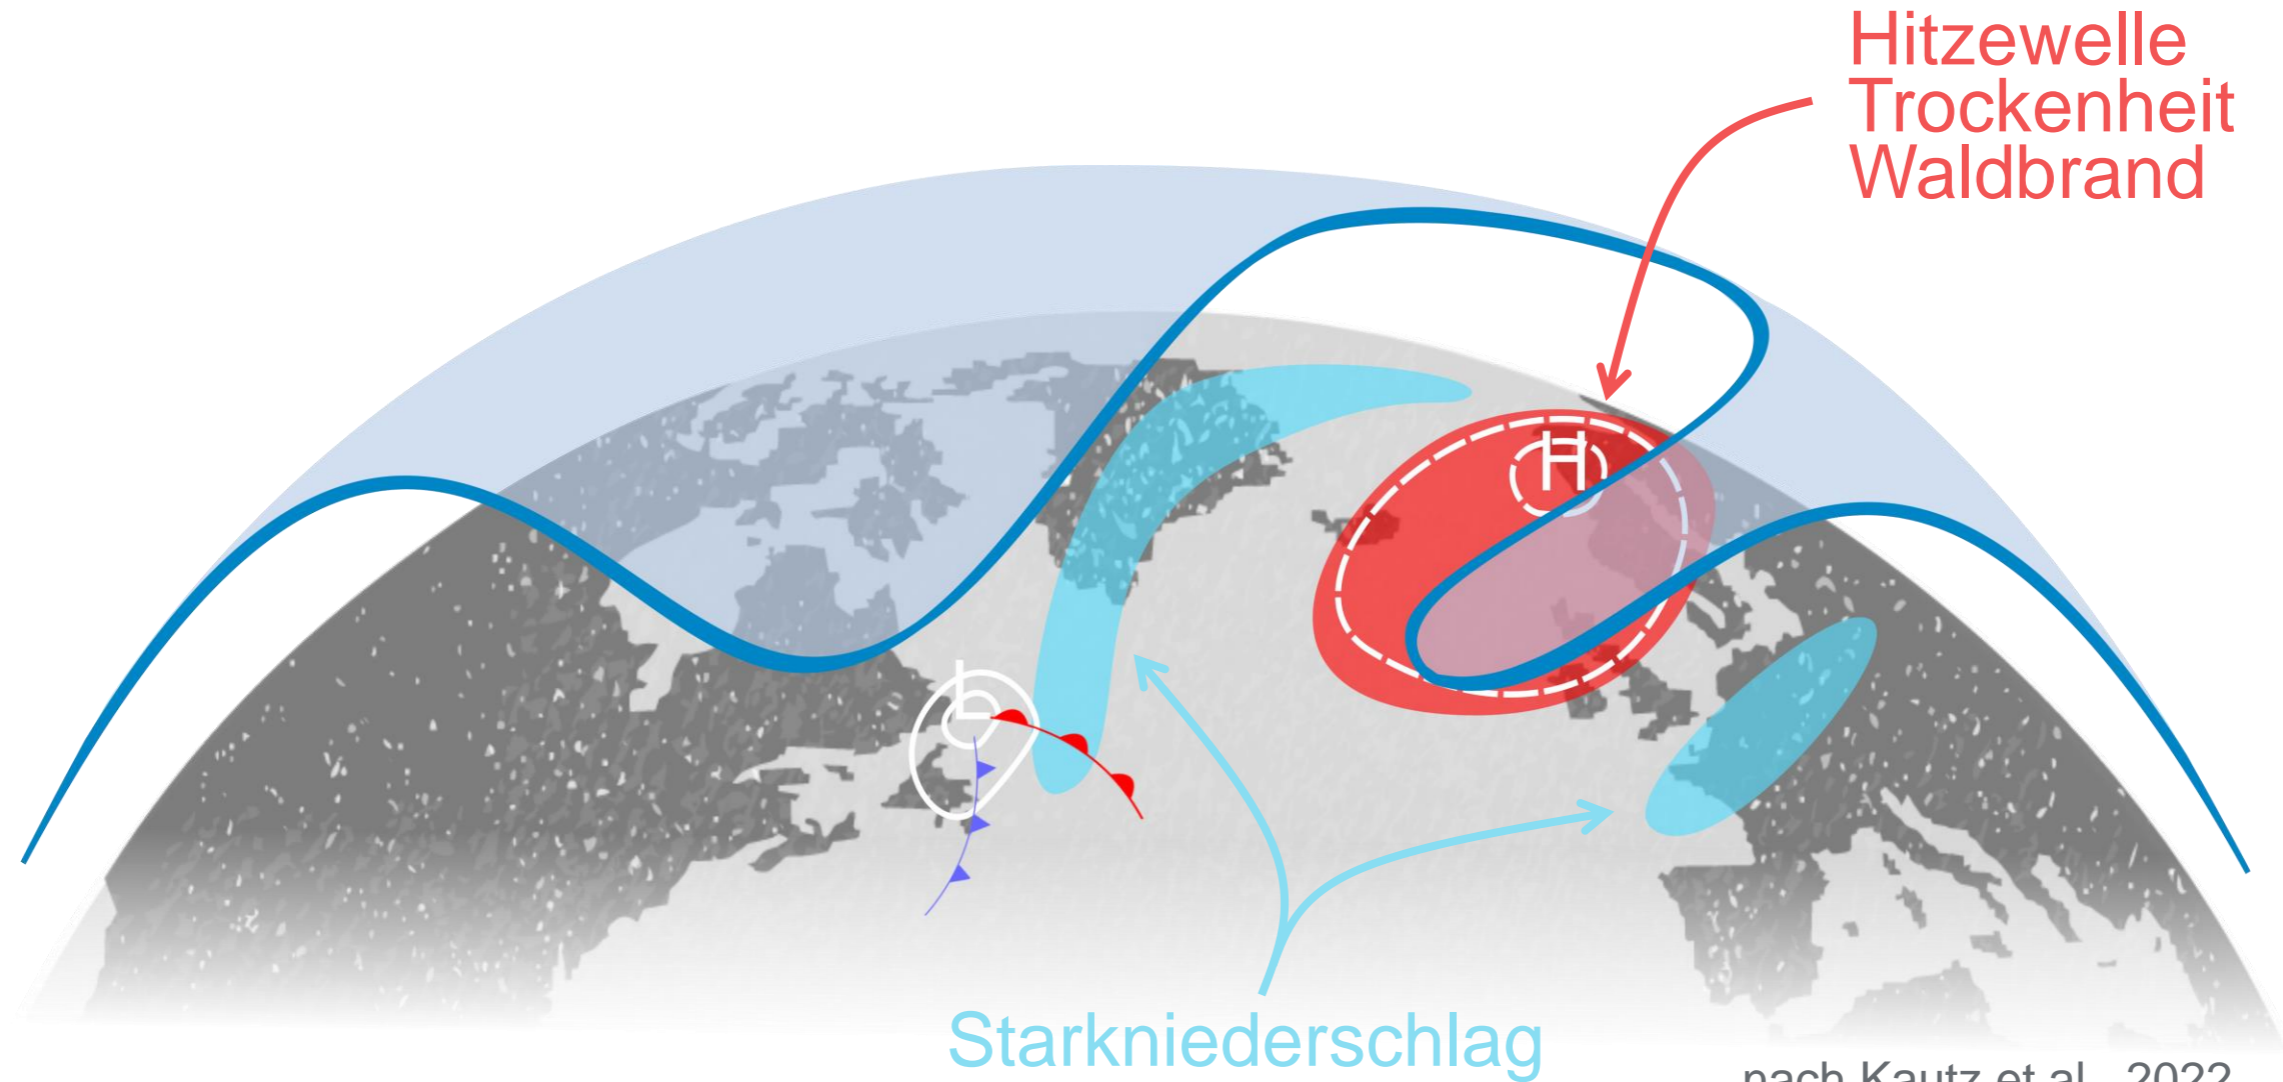 Hitzewelle
Trockenheit
Waldbrand
H
L
Starkniederschlag
nach Kautz et al., 2022